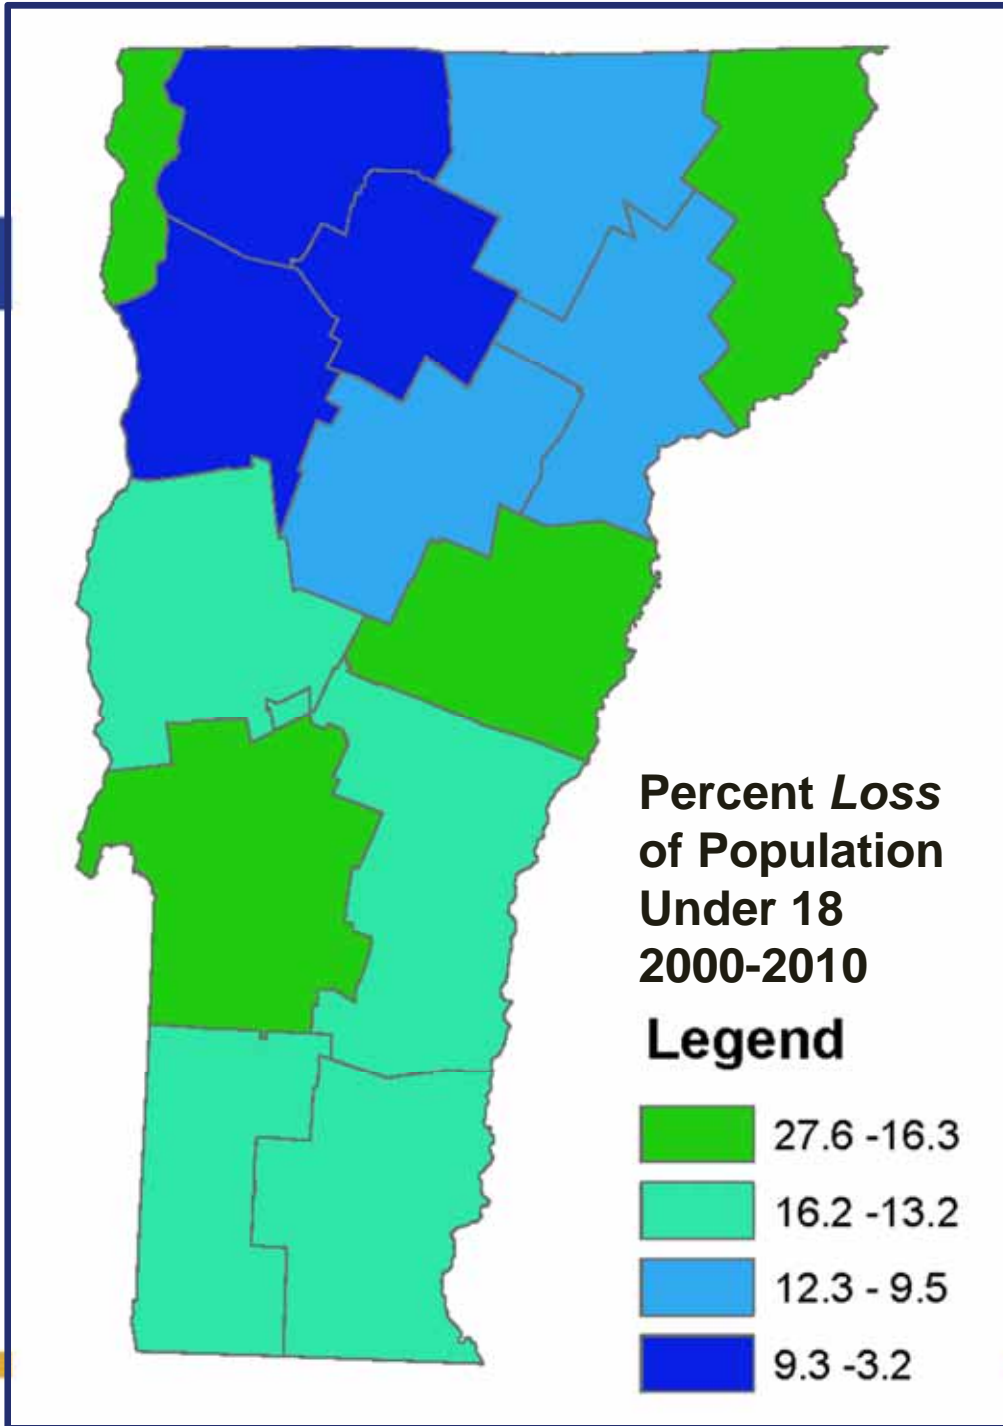 Percent Loss
of Population
Under 18
2000-2010
Legend
27.6 -16.3
16.2 -13.2
12.3 - 9.5
9.3 -3.2